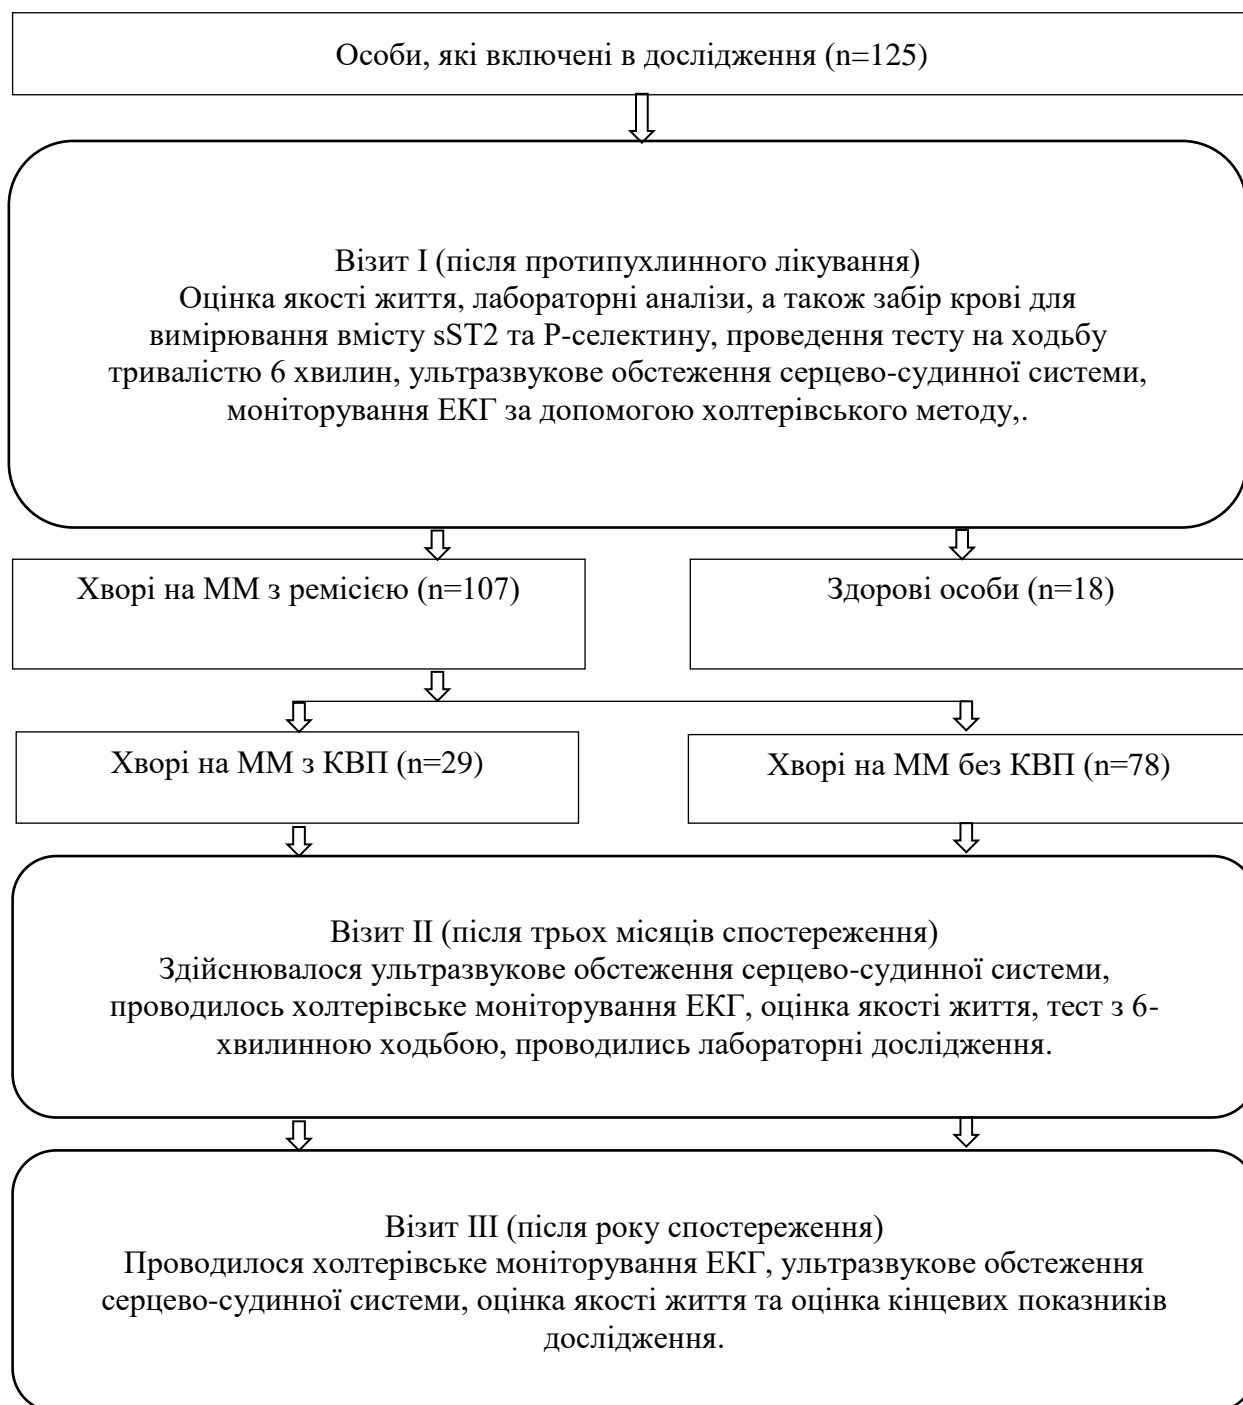 Особи, які включені в дослідження (n=125)
Візит I (після протипухлинного лікування)
Оцінка якості життя, лабораторні аналізи, а також забір крові для
вимірювання вмісту sST2 та Р-селектину, проведення тесту на ходьбу
тривалістю 6 хвилин, ультразвукове обстеження серцево-судинної системи,
моніторування ЕКГ за допомогою холтерівського методу,.
Хворі на ММ з ремісією (n=107)
Здорові особи (n=18)
Хворі на ММ з КВП (n=29)
Хворі на ММ без КВП (n=78)
Візит II (після трьох місяців спостереження)
Здійснювалося ультразвукове обстеження серцево-судинної системи,
проводилось холтерівське моніторування ЕКГ, оцінка якості життя, тест з 6-
хвилинною ходьбою, проводились лабораторні дослідження.
Візит III (після року спостереження)
Проводилося холтерівське моніторування ЕКГ, ультразвукове обстеження
серцево-судинної системи, оцінка якості життя та оцінка кінцевих показників
дослідження.